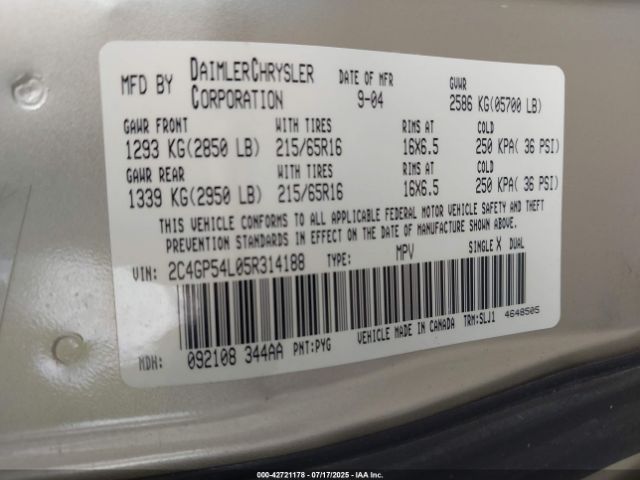 MFD BY DAIMLERCHRYSLER CORPORATION DATE OF MFR 9-04 GVWR 2586 KG(05700 LB)
GAWR FRONT WITH TIRES RIMS AT COLD
1293 KG(2850 LB) 215/65R16 16X6.5 250 KPA( 36 PSI)
GAWR REAR WITH TIRES RIMS AT COLD
1339 KG(2950 LB) 215/65R16 16X6.5 250 KPA( 36 PSI)
THIS VEHICLE CONFORMS TO ALL APPLICABLE FEDERAL MOTOR VEHICLE SAFETY AND THEFT
PREVENTION STANDARDS IN EFFECT ON THE DATE OF MANUFACTURE SHOWN ABOVE.
VIN: 2C4GP54L05R314188 TYPE: MPV SINGLE X DUAL
MDH: 092108 344AA PNT:PYG VEHICLE MADE IN CANADA TRM:SLJ1 4648505
000-42721178 | 07/17/2025 | IAA Inc.